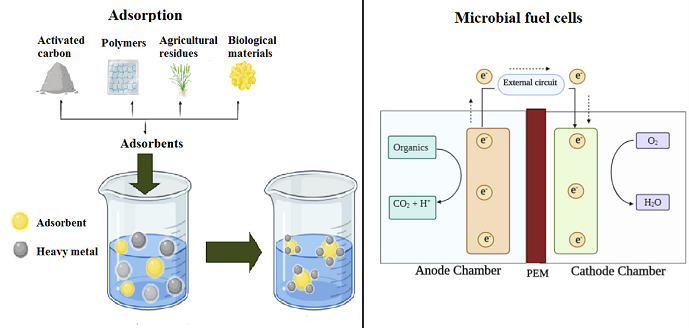 Adsorption
Activated
carbon
Polymers
Agricultural
residues
Biological
materials
Adsorbents
Adsorbent
Heavy metal
Microbial fuel cells
e⁻
External circuit
e⁻
Organics
CO₂ + H⁺
e⁻
e⁻
e⁻
e⁻
e⁻
e⁻
O₂
H₂O
Anode Chamber
PEM
Cathode Chamber